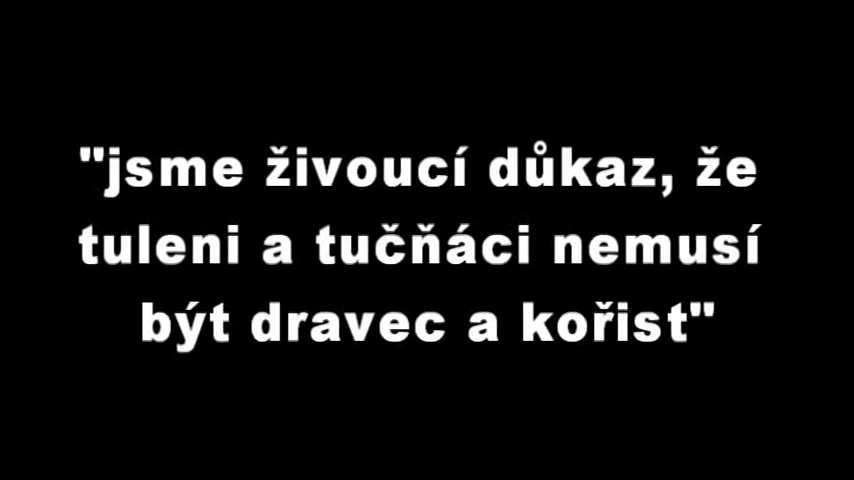 "jsme živoucí důkaz, že
tuleni a tučňáci nemusí
být dravec a kořist"